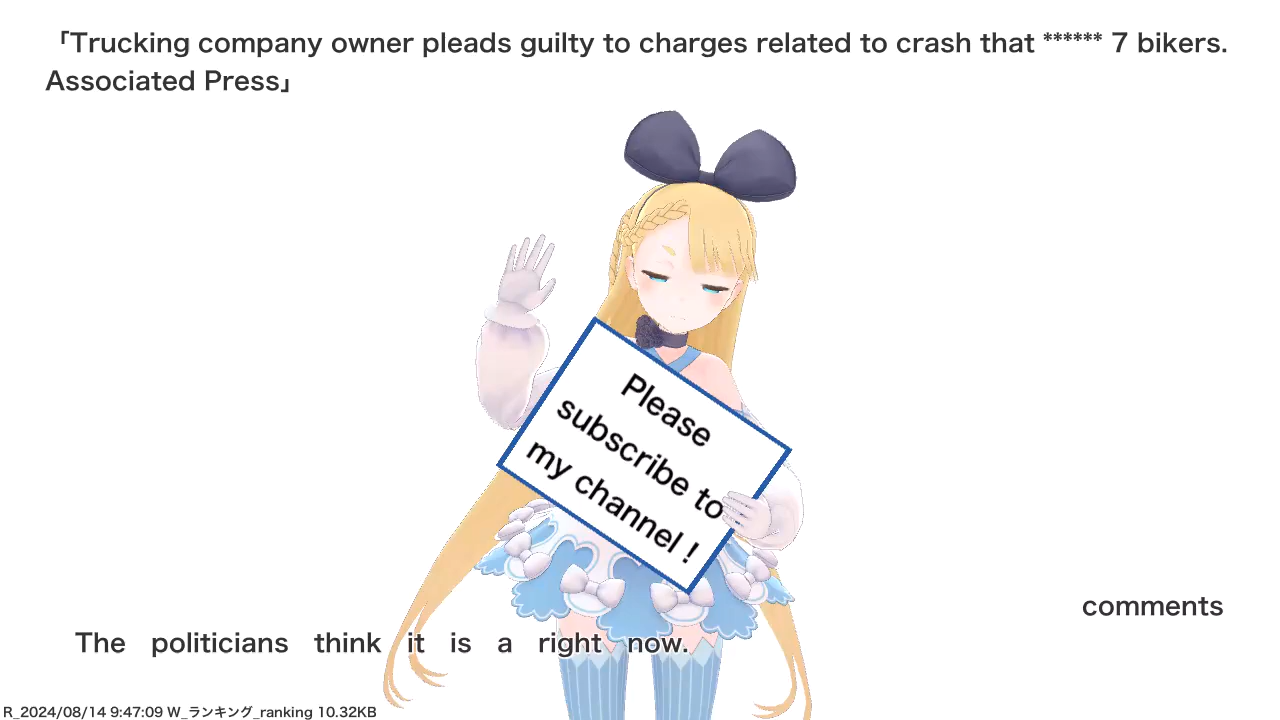 「Trucking company owner pleads guilty to charges related to crash that ****** 7 bikers.
Associated Press」
Please
subscribe to
my channel !
comments
The politicians think it is a right now.
R_2024/08/14 9:47:09 W_ランキング_ranking 10.32KB